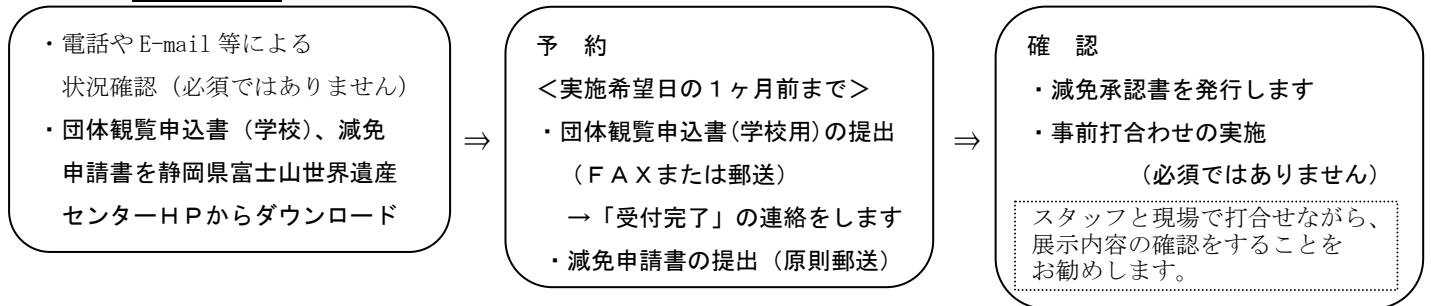 ・電話やE-mail等による
状況確認（必須ではありません）
・団体観覧申込書（学校）、減免
申請書を静岡県富士山世界遺産
センターＨＰからダウンロード
⇒
予　約
＜実施希望日の１ヶ月前まで＞
・団体観覧申込書(学校用)の提出
（ＦＡＸまたは郵送）
→「受付完了」の連絡をします
・減免申請書の提出（原則郵送）
⇒
確　認
・減免承認書を発行します
・事前打合わせの実施
（必須ではありません）
スタッフと現場で打合せながら、
展示内容の確認をすることを
お勧めします。